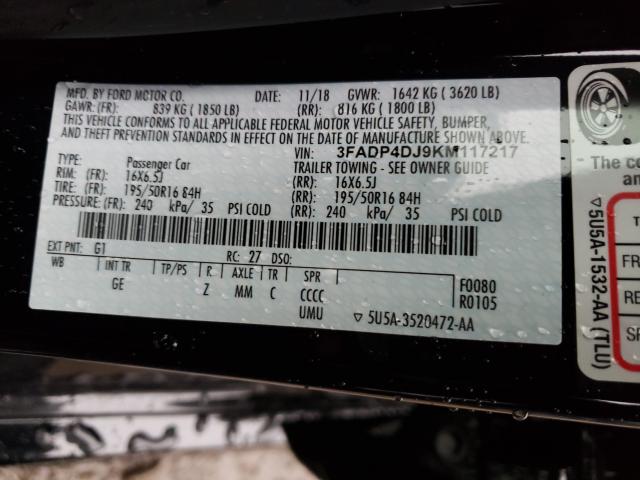 MFD. BY FORD MOTOR CO. DATE: 11/18 GVWR: 1642 KG ( 3620 LB)
GAWR: (FR): 839 KG ( 1850 LB) (RR): 816 KG ( 1800 LB)
THIS VEHICLE CONFORMS TO ALL APPLICABLE FEDERAL MOTOR VEHICLE SAFETY, BUMPER,
AND THEFT PREVENTION STANDARDS IN EFFECT ON THE DATE OF MANUFACTURE SHOWN ABOVE.
VIN: 3FADP4DJ9KM117217
TYPE: Passenger Car TRAILER TOWING - SEE OWNER GUIDE
RIM: (FR) 16X6.5J (RR): 16X6.5J
TIRE: (FR) 195/50R16 84H (RR): 195/50R16 84H
PRESSURE: (FR): 240 kPa/ 35 PSI COLD (RR): 240 kPa/ 35 PSI COLD
EXT PNT: G1 RC: 27 DSO:
WB INT TR TP/PS R AXLE TR SPR
GE Z MM C CCCC
UMU
F0080
R0105
▽ 5U5A-3520472-AA
The co
tires
▽5U5A-1532-AA (TLU)
T
FR
RE
SP